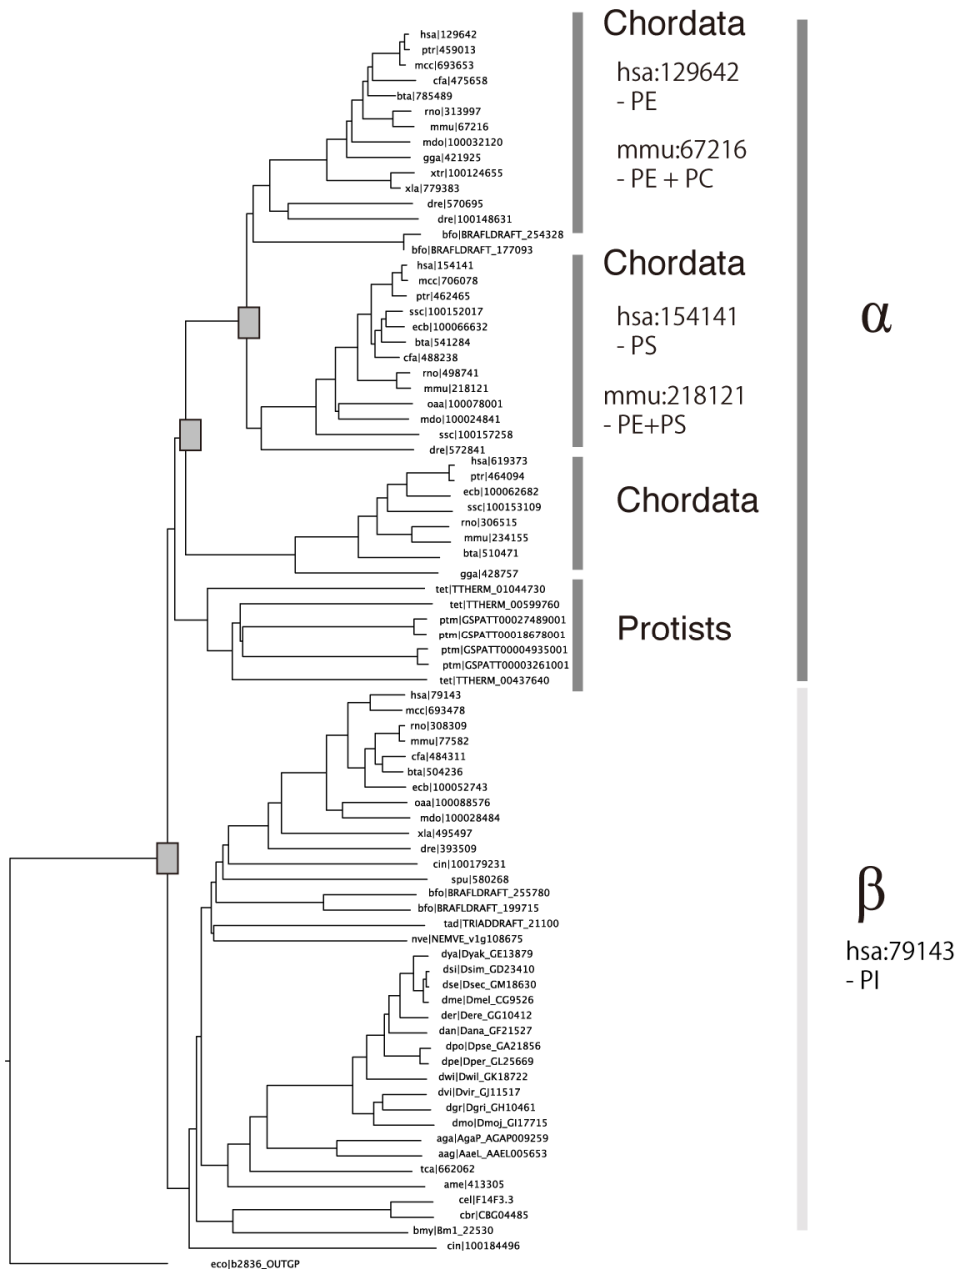 Chordata
hsa:129642
- PE
mmu:67216
- PE + PC
hsa|129642
ptr|459013
mcc|693653
cfa|475658
bta|785489
rno|313997
mmu|67216
mdo|100032120
gga|421925
xtr|100124655
xla|779383
dre|570695
dre|100148631
bfo|BRAFLDRAFT_254328
bfo|BRAFLDRAFT_177093
Chordata
hsa:154141
- PS
mmu:218121
- PE+PS
α
hsa|154141
mcc|706078
ptr|462465
ssc|100152017
ecb|100066632
bta|541284
cfa|488238
rno|498741
mmu|218121
oaa|100078001
mdo|100024841
ssc|100157258
dre|572841
Chordata
hsa|619373
ptr|464094
ecb|100062682
ssc|100153109
rno|306515
mmu|234155
bta|510471
gga|428757
Protists
tet|TTHERM_01044730
tet|TTHERM_00599760
ptm|GSPATT00027489001
ptm|GSPATT00018678001
ptm|GSPATT00004935001
ptm|GSPATT00003261001
tet|TTHERM_00437640
hsa|79143
mcc|693478
rno|308309
mmu|77582
cfa|484311
bta|504236
ecb|100052743
oaa|100088576
mdo|100028484
xla|495497
dre|393509
cin|100179231
spu|580268
bfo|BRAFLDRAFT_255780
bfo|BRAFLDRAFT_199715
tad|TRIADDRAFT_21100
nve|NEMVE_v1g108675
β
hsa:79143
- PI
dya|Dyak_GE13879
dsi|Dsim_GD23410
dse|Dsec_GM18630
dme|Dmel_CG9526
der|Dere_GG10412
dan|Dana_GF21527
dpo|Dpse_GA21856
dpe|Dper_GL25669
dwi|Dwil_GK18722
dvi|Dvir_GJ11517
dgr|Dgri_GH10461
dmo|Dmoj_GI17715
aga|AgaP_AGAP009259
aag|AaeL_AAEL005653
tca|662062
ame|413305
cel|F14F3.3
cbr|CBG04485
bmy|Bm1_22530
cin|100184496
eco|b2836_OUTGP